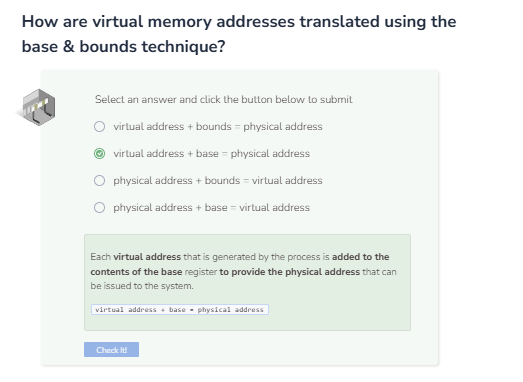 How are virtual memory addresses translated using the
base & bounds technique?
Select an answer and click the button below to submit
virtual address + bounds = physical address
virtual address + base = physical address
physical address + bounds = virtual address
physical address + base = virtual address
Each virtual address that is generated by the process is added to the
contents of the base register to provide the physical address that can
be issued to the system.
virtual address + base = physical address
Check It!